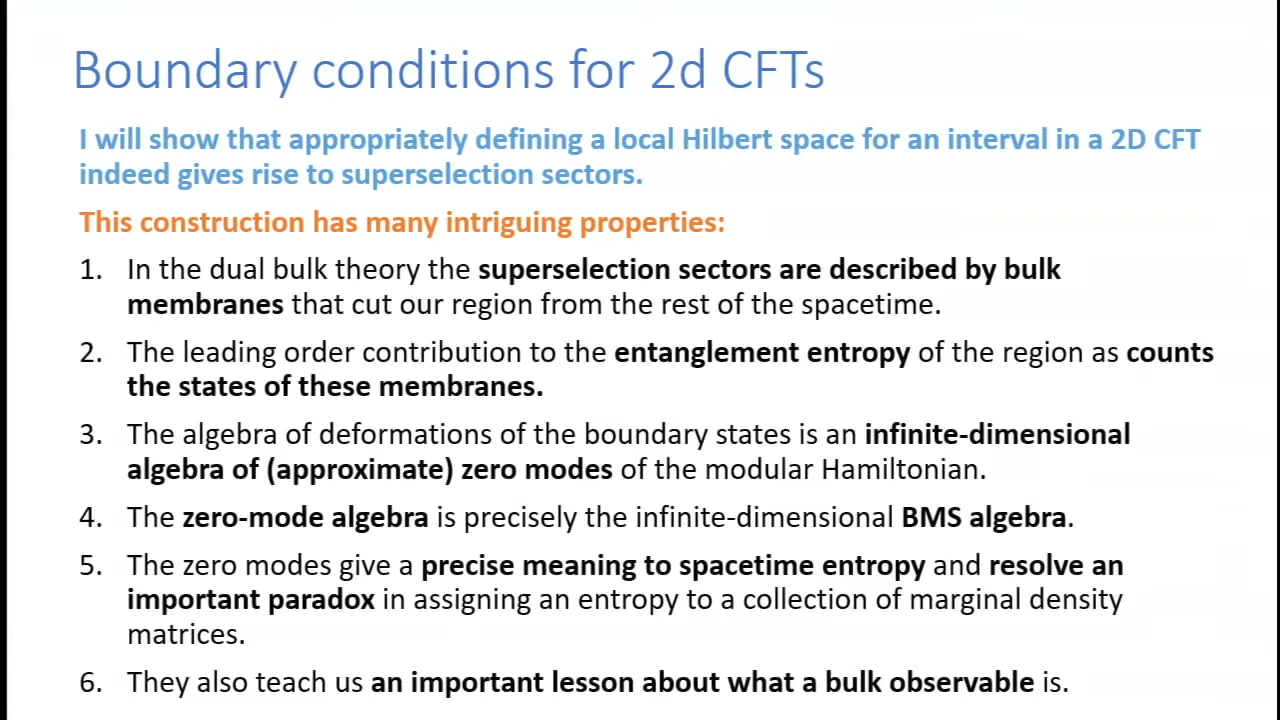 Boundary conditions for 2d CFTs
I will show that appropriately defining a local Hilbert space for an interval in a 2D CFT
indeed gives rise to superselection sectors.
This construction has many intriguing properties:
1. In the dual bulk theory the superselection sectors are described by bulk
membranes that cut our region from the rest of the spacetime.
2. The leading order contribution to the entanglement entropy of the region as counts
the states of these membranes.
3. The algebra of deformations of the boundary states is an infinite-dimensional
algebra of (approximate) zero modes of the modular Hamiltonian.
4. The zero-mode algebra is precisely the infinite-dimensional BMS algebra.
5. The zero modes give a precise meaning to spacetime entropy and resolve an
important paradox in assigning an entropy to a collection of marginal density
matrices.
6. They also teach us an important lesson about what a bulk observable is.